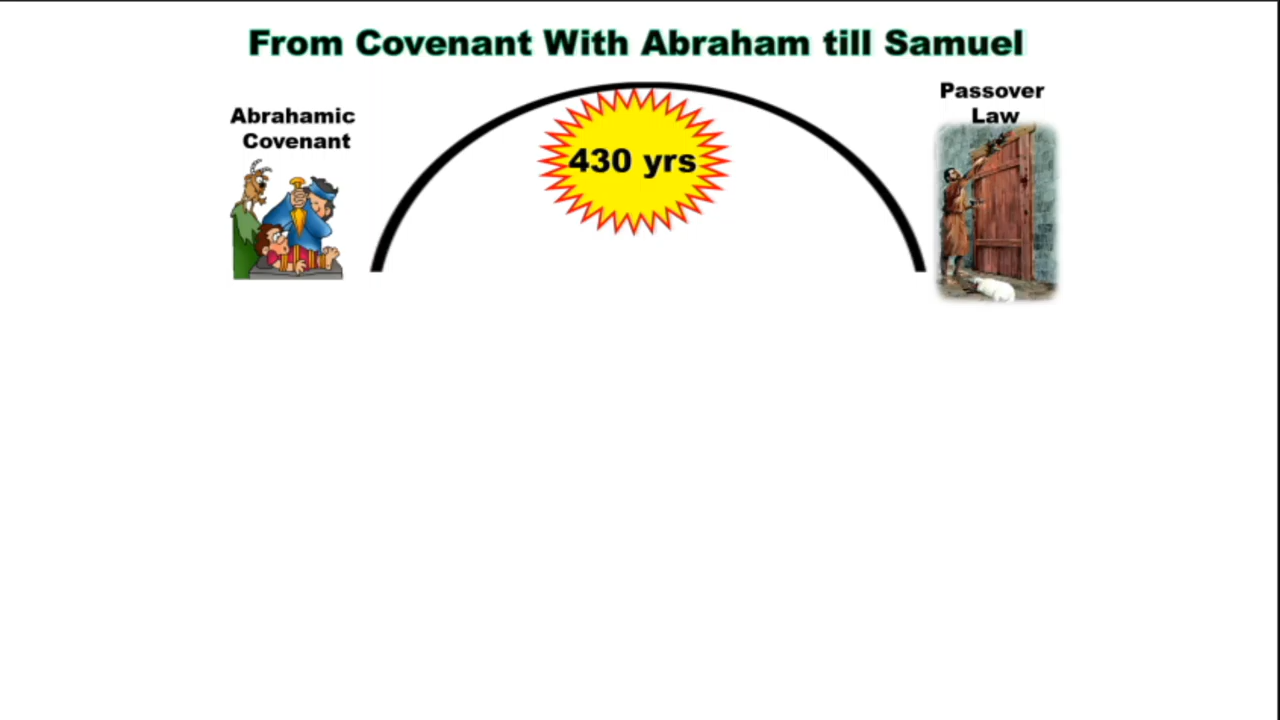 From Covenant With Abraham till Samuel
Abrahamic
Covenant
430 yrs
Passover
Law